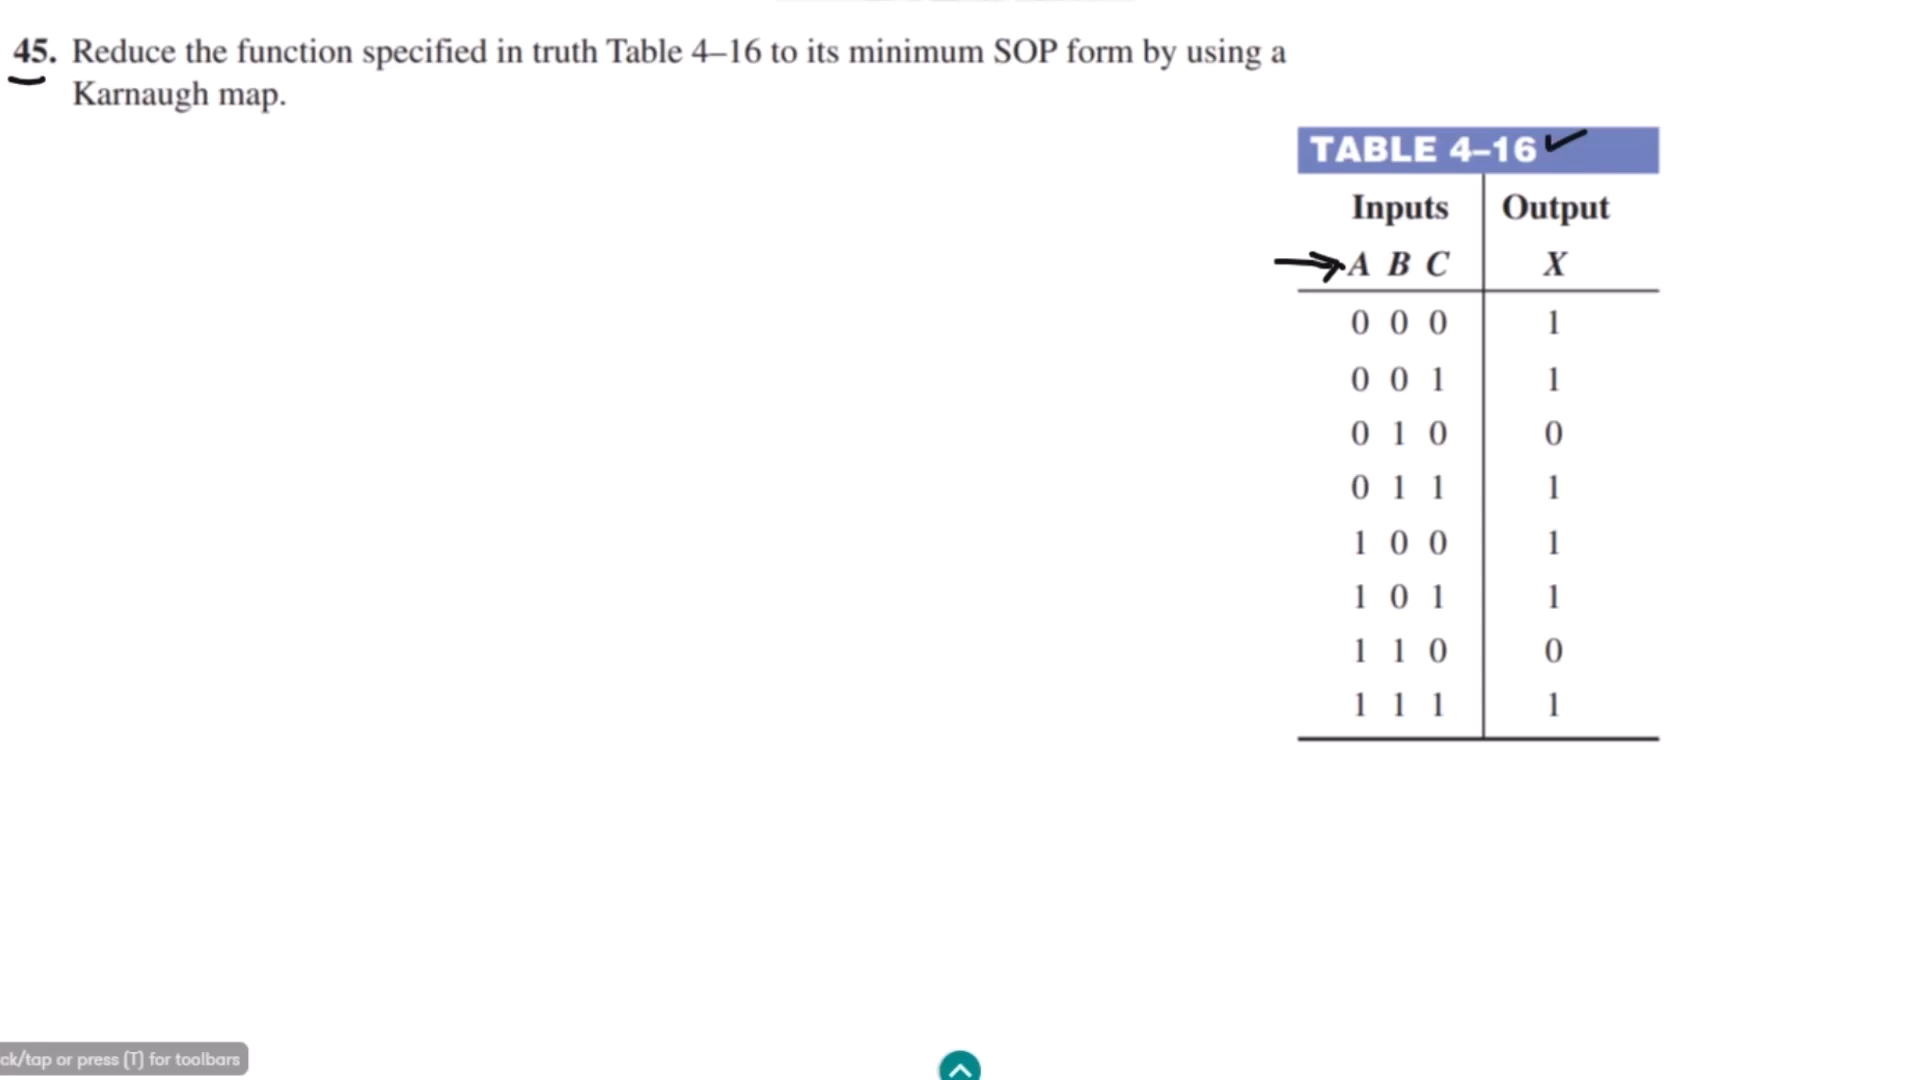 45. Reduce the function specified in truth Table 4–16 to its minimum SOP form by using a
Karnaugh map.
TABLE 4–16
Inputs Output
A B C X
0 0 0 1
0 0 1 1
0 1 0 0
0 1 1 1
1 0 0 1
1 0 1 1
1 1 0 0
1 1 1 1
ck/tap or press (T) for toolbars